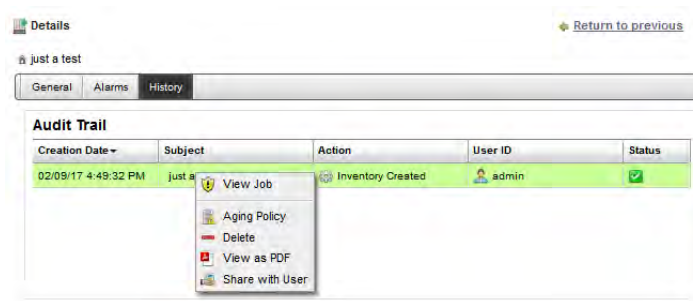 Details
Return to previous
just a test
General Alarms History
Audit Trail
Creation Date Subject Action User ID Status
02/09/17 4:49:32 PM just a Inventory Created admin
View Job
Aging Policy
Delete
View as PDF
Share with User